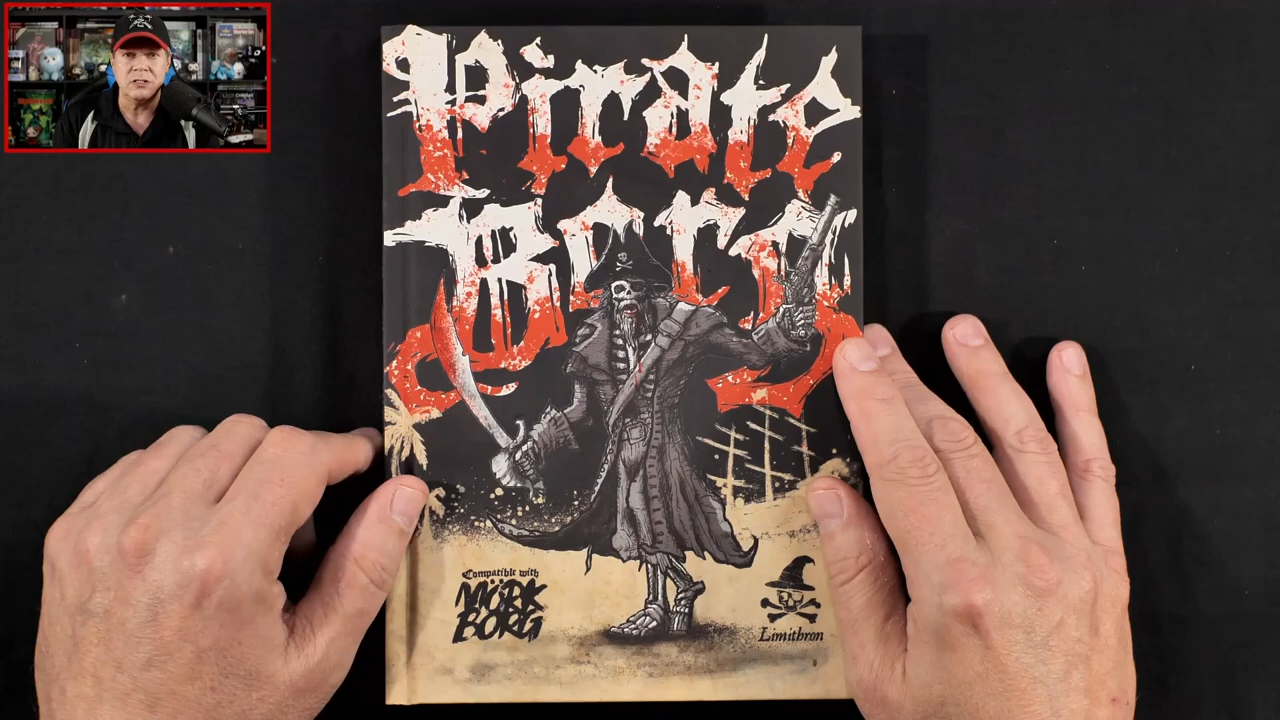 Pirate
Borg
Compatible with
MÖRK
BORG
Limithron